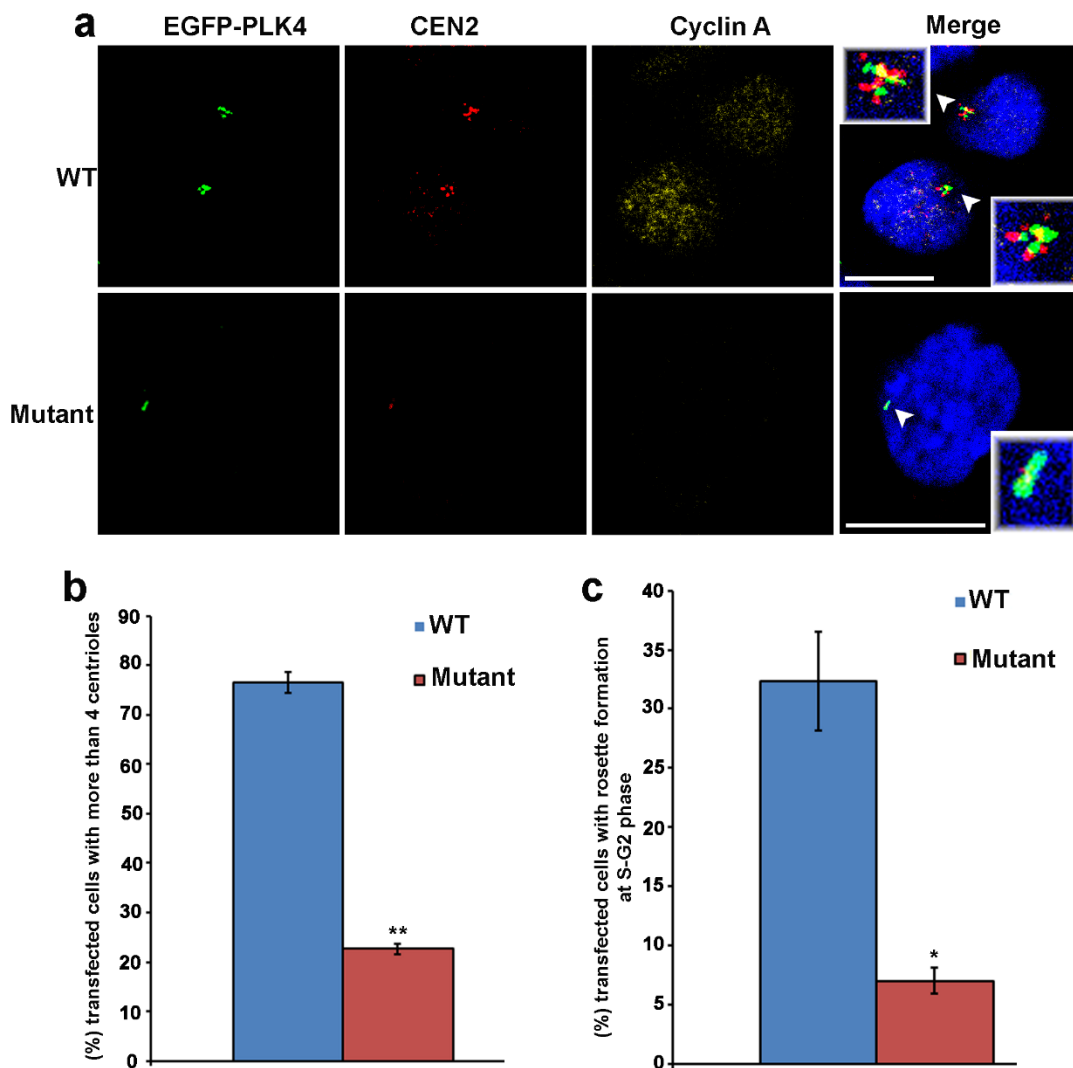 a
EGFP-PLK4 CEN2 Cyclin A Merge
WT
Mutant
b
(%) transfected cells with more than 4 centrioles
90
80
70
60
50
40
30
20
10
0
WT
Mutant
**
c
(%) transfected cells with rosette formation
at S-G2 phase
40
35
30
25
20
15
10
5
0
WT
Mutant
*